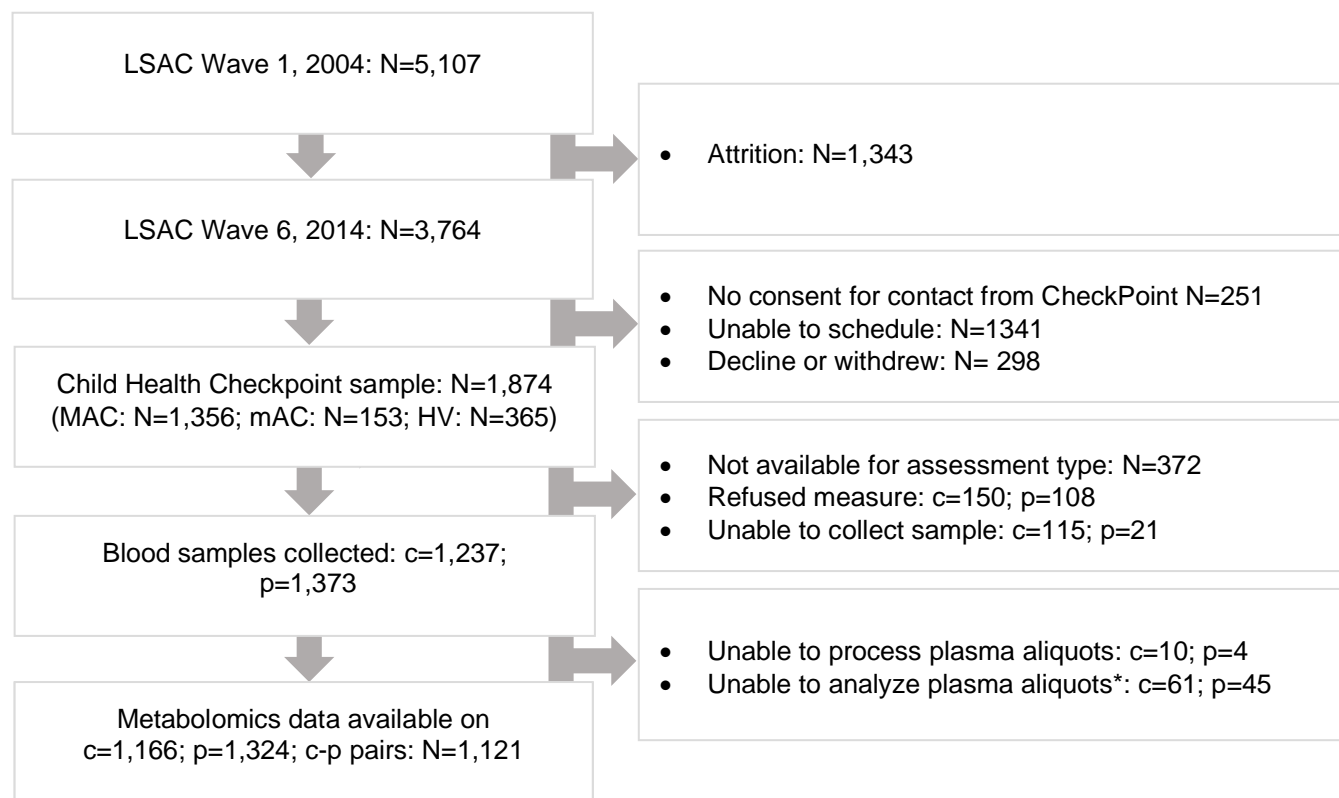 LSAC Wave 1, 2004: N=5,107
• Attrition: N=1,343
LSAC Wave 6, 2014: N=3,764
• No consent for contact from CheckPoint N=251
• Unable to schedule: N=1341
• Decline or withdrew: N= 298
Child Health Checkpoint sample: N=1,874
(MAC: N=1,356; mAC: N=153; HV: N=365)
• Not available for assessment type: N=372
• Refused measure: c=150; p=108
• Unable to collect sample: c=115; p=21
Blood samples collected: c=1,237;
p=1,373
• Unable to process plasma aliquots: c=10; p=4
• Unable to analyze plasma aliquots*: c=61; p=45
Metabolomics data available on
c=1,166; p=1,324; c-p pairs: N=1,121